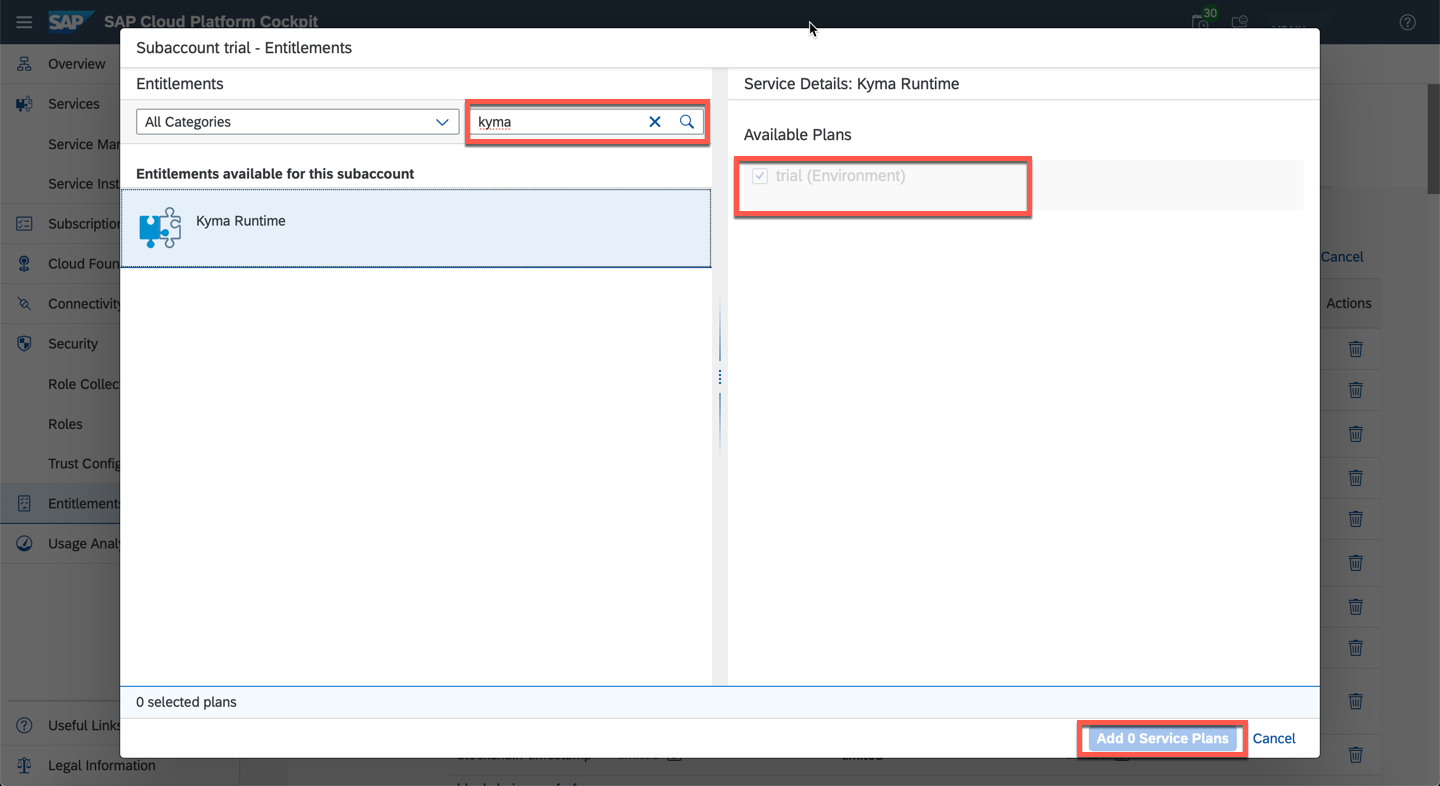 SAP SAP Cloud Platform Cockpit
30
Overview
Services
Service Mar
Service Inst
Subscription
Cloud Foun
Connectivity
Security
Role Collec
Roles
Trust Config
Entitlements
Usage Analy
Useful Links
Legal Information
Subaccount trial - Entitlements
Entitlements
All Categories
kyma
Entitlements available for this subaccount
Kyma Runtime
Service Details: Kyma Runtime
Available Plans
trial (Environment)
0 selected plans
Add 0 Service Plans
Cancel
Cancel
Actions